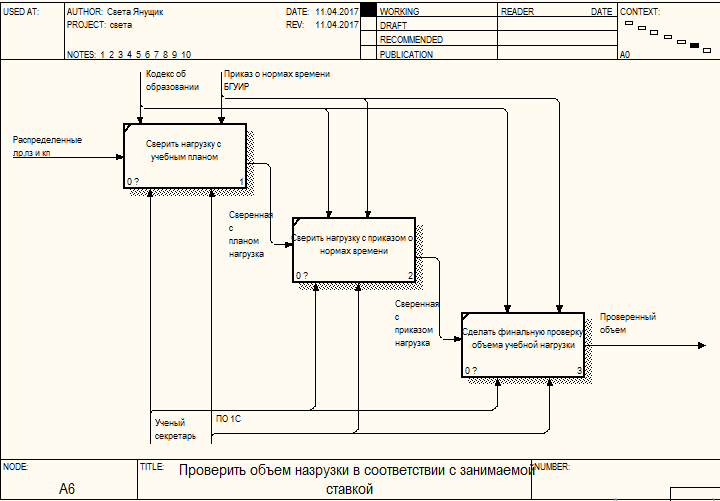 USED AT:
AUTHOR: Света Янущик
DATE: 11.04.2017
WORKING
READER
DATE
CONTEXT:
PROJECT: света
REV: 11.04.2017
DRAFT
RECOMMENDED
NOTES: 1 2 3 4 5 6 7 8 9 10
PUBLICATION
A0
Кодекс об
образовании
Приказ о нормах времени
БГУИР
Распределенные
лр,пз и кп
Сверить нагрузку с
учебным планом
0 ?
1
Сверенная
с
планом
нагрузка
Сверить нагрузку с приказом о
нормах времени
0 ?
2
Сверенная
с
приказом
нагрузка
Сделать финальную проверку
объема учебной нагрузки
0 ?
3
Проверенный
объем
Ученый
секретарь
ПО 1С
NODE:
A6
TITLE:
Проверить объем назрузки в соответствии с занимаемой
ставкой
NUMBER: